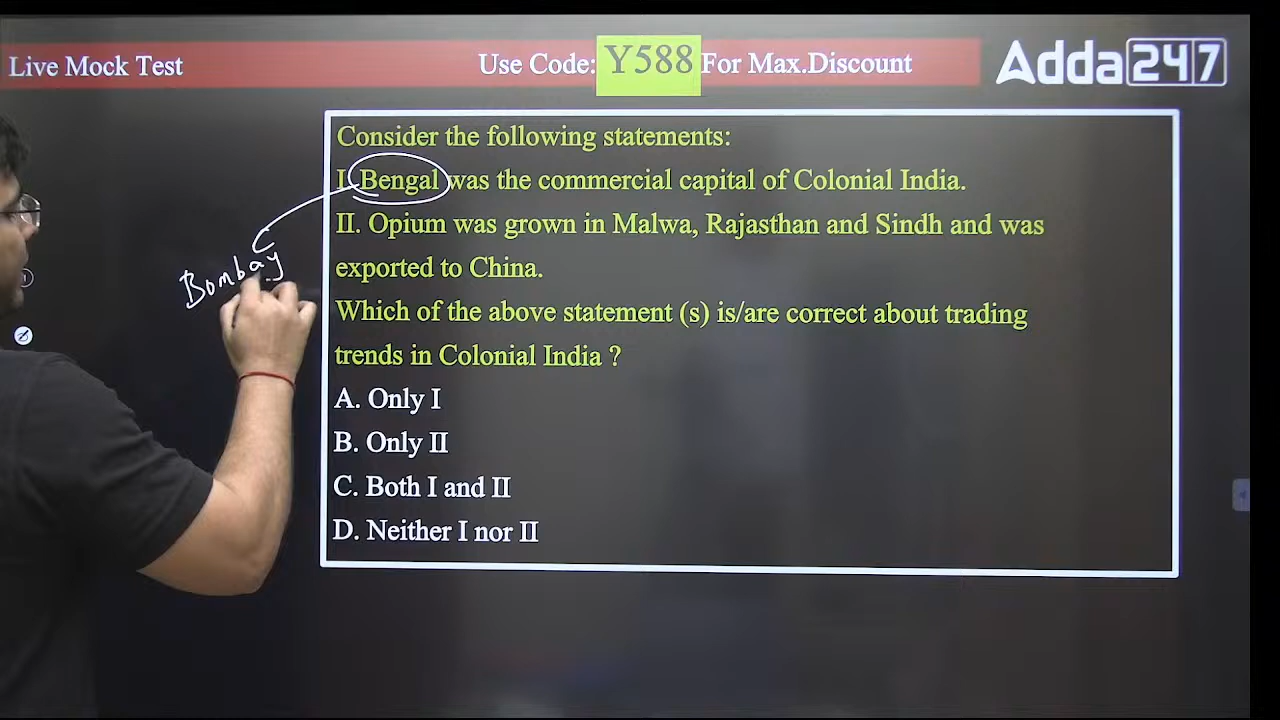 Live Mock Test
Use Code: Y588 For Max.Discount
Adda247
Consider the following statements:
I. Bengal was the commercial capital of Colonial India.
II. Opium was grown in Malwa, Rajasthan and Sindh and was
exported to China.
Bombay
Which of the above statement (s) is/are correct about trading
trends in Colonial India ?
A. Only I
B. Only II
C. Both I and II
D. Neither I nor II